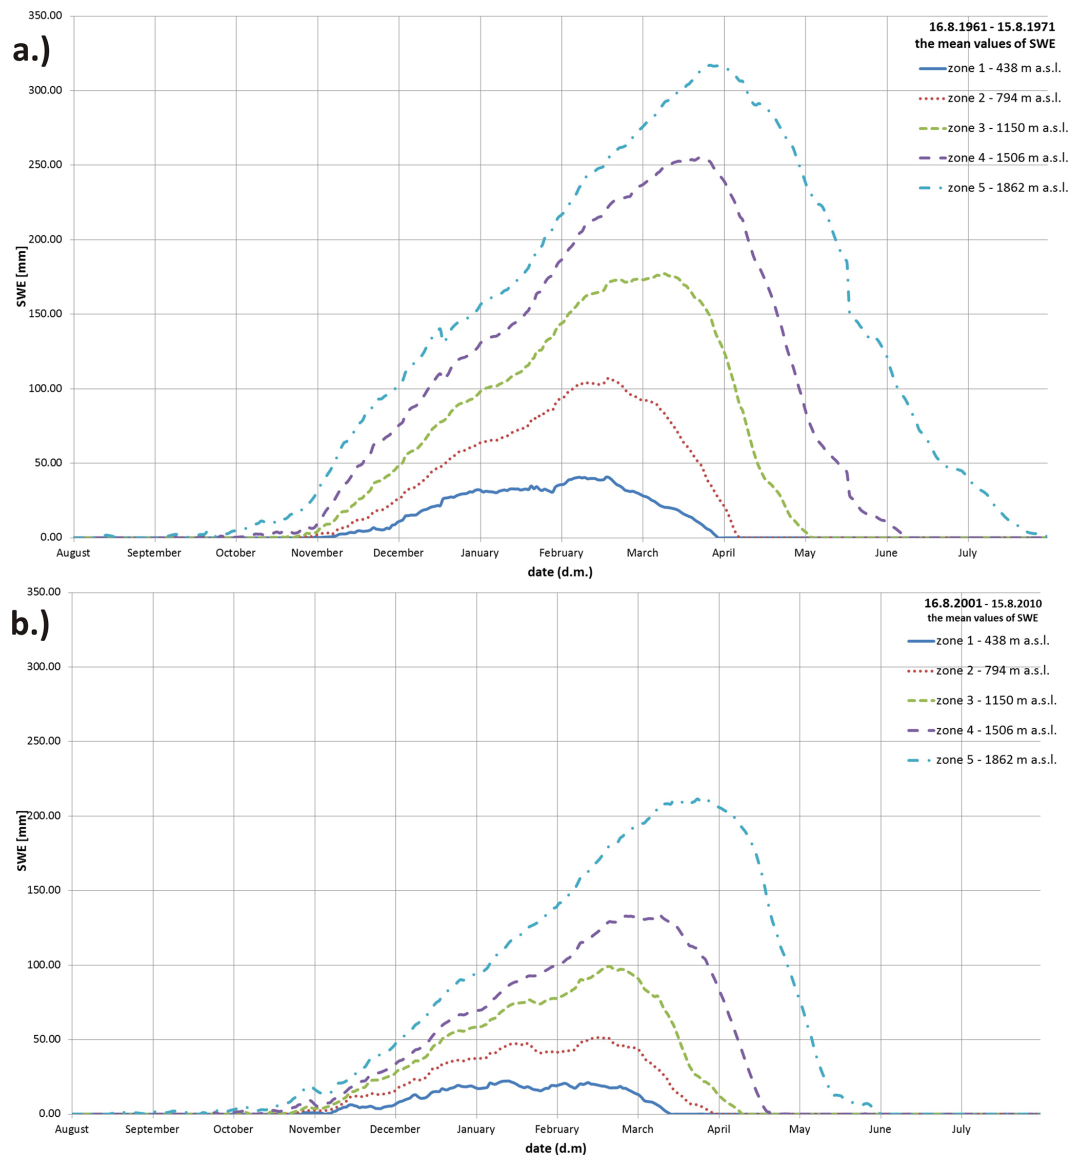 a.)
350.00
300.00
250.00
200.00
150.00
100.00
50.00
0.00
SWE [mm]
16.8.1961 - 15.8.1971
the mean values of SWE
zone 1 - 438 m a.s.l.
zone 2 - 794 m a.s.l.
zone 3 - 1150 m a.s.l.
zone 4 - 1506 m a.s.l.
zone 5 - 1862 m a.s.l.
August September October November December January February March April May June July
date (d.m.)
b.)
350.00
300.00
250.00
200.00
150.00
100.00
50.00
0.00
SWE [mm]
16.8.2001 - 15.8.2010
the mean values of SWE
zone 1 - 438 m a.s.l.
zone 2 - 794 m a.s.l.
zone 3 - 1150 m a.s.l.
zone 4 - 1506 m a.s.l.
zone 5 - 1862 m a.s.l.
August September October November December January February March April May June July
date (d.m)